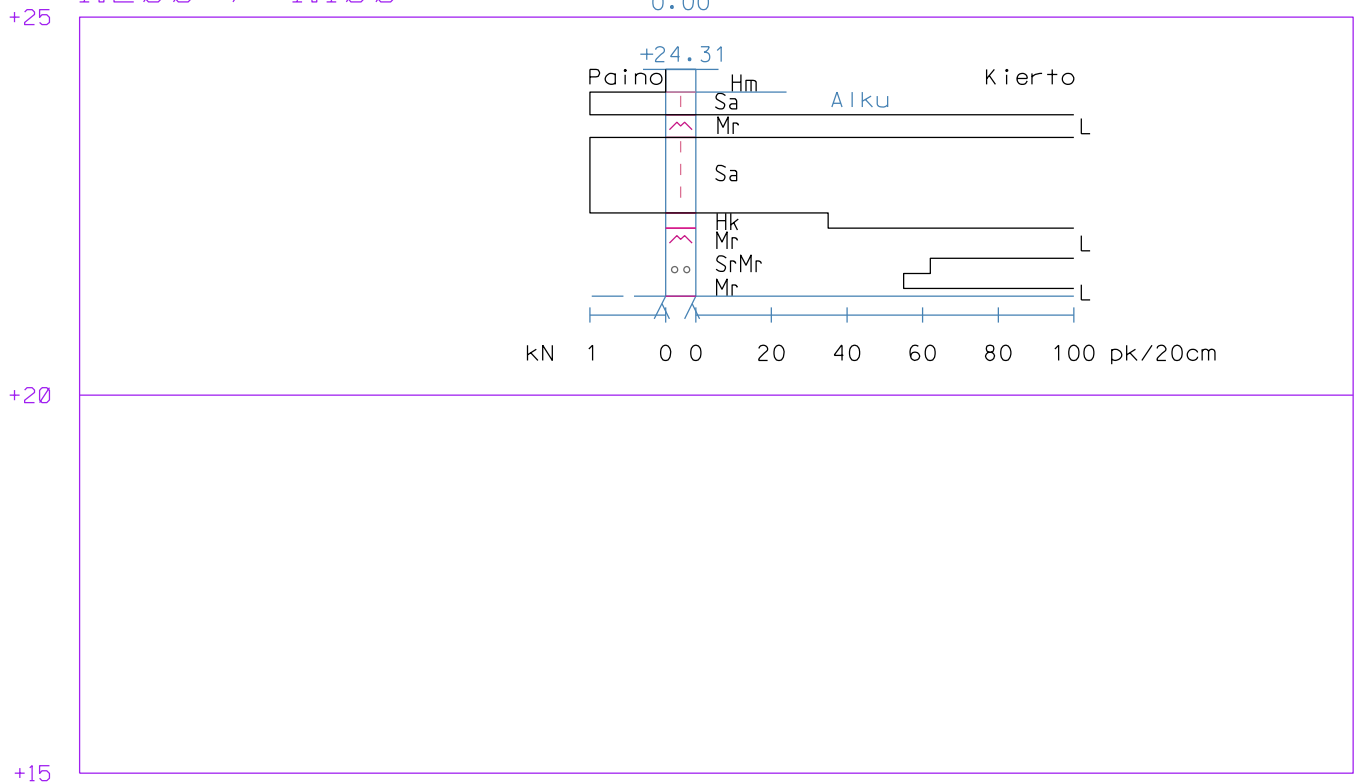 0.00
+25
+24.31
Paino Hm Kierto
Sa Alku
Mr L
Sa
Hk
Mr L
SrMr
Mr L
kN 1 0 0 20 40 60 80 100 pk/20cm
+20
+15